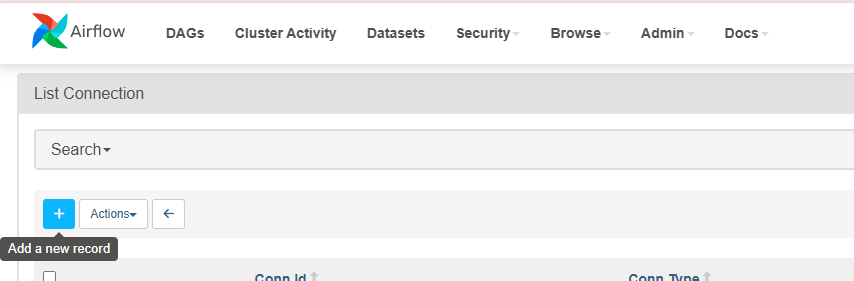 Airflow DAGs Cluster Activity Datasets Security Browse Admin Docs
List Connection
Search
+ Actions
Add a new record
Conn Id Conn Type